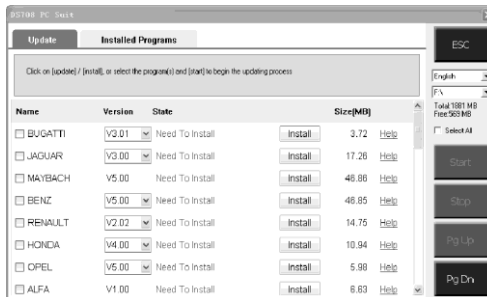 DS708 PC Suit
Update Installed Programs
ESC
Click on [update] / [install], or select the program(s) and [start] to begin the updating process
English
F:\
Total:1881 MB
Free:569 MB
Select All
Name Version State Size(MB)
BUGATTI V3.01 Need To Install Install 3.72 Help
JAGUAR V3.00 Need To Install Install 17.26 Help
MAYBACH V5.00 Need To Install Install 46.86 Help
BENZ V5.00 Need To Install Install 46.85 Help
RENAULT V2.02 Need To Install Install 14.75 Help
HONDA V4.00 Need To Install Install 10.94 Help
OPEL V5.00 Need To Install Install 5.98 Help
ALFA V1.00 Need To Install Install 6.63 Help
Start
Stop
Pg Up
Pg Dn